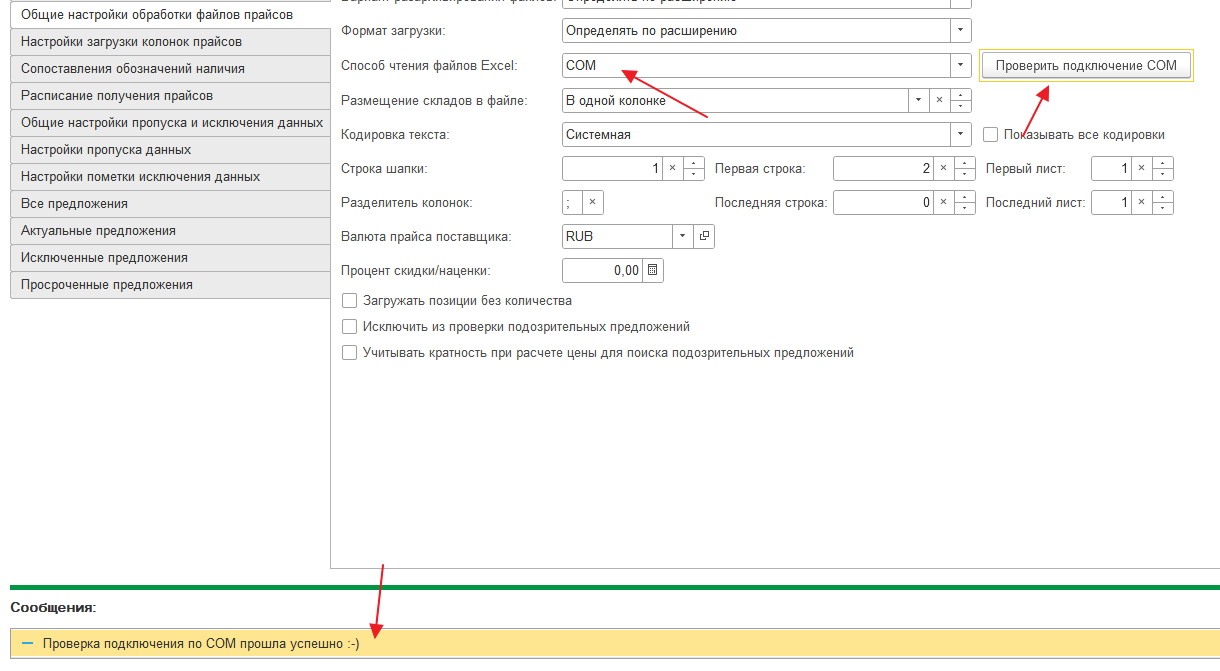 Общие настройки обработки файлов прайсов
Настройки загрузки колонок прайсов
Сопоставления обозначений наличия
Расписание получения прайсов
Общие настройки пропуска и исключения данных
Настройки пропуска данных
Настройки пометки исключения данных
Все предложения
Актуальные предложения
Исключенные предложения
Просроченные предложения
Формат загрузки: Определять по расширению
Способ чтения файлов Excel: COM Проверить подключение COM
Размещение складов в файле: В одной колонке
Кодировка текста: Системная Показывать все кодировки
Строка шапки: 1 Первая строка: 2 Первый лист: 1
Разделитель колонок: ; Последняя строка: 0 Последний лист: 1
Валюта прайса поставщика: RUB
Процент скидки/наценки: 0,00
Загружать позиции без количества
Исключить из проверки подозрительных предложений
Учитывать кратность при расчете цены для поиска подозрительных предложений
Сообщения:
Проверка подключения по COM прошла успешно :-)